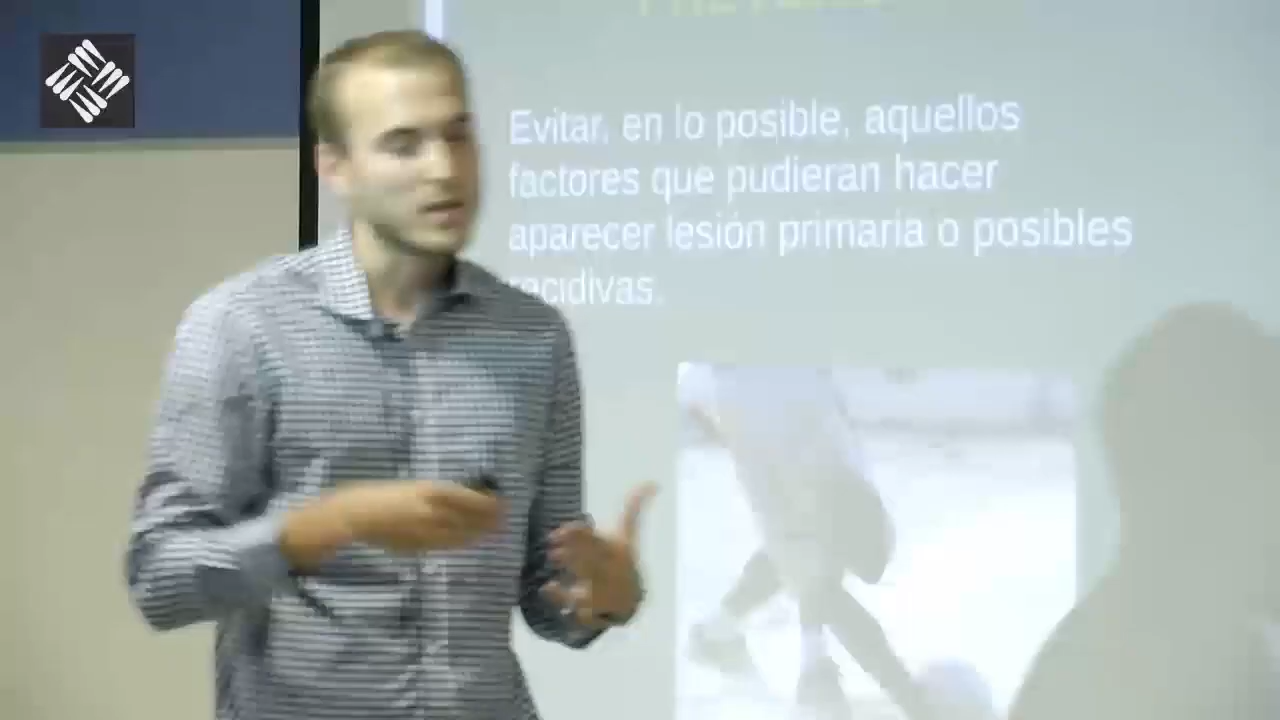 Evitar, en lo posible, aquellos
factores que pudieran hacer
aparecer lesión primaria o posibles
recidivas.